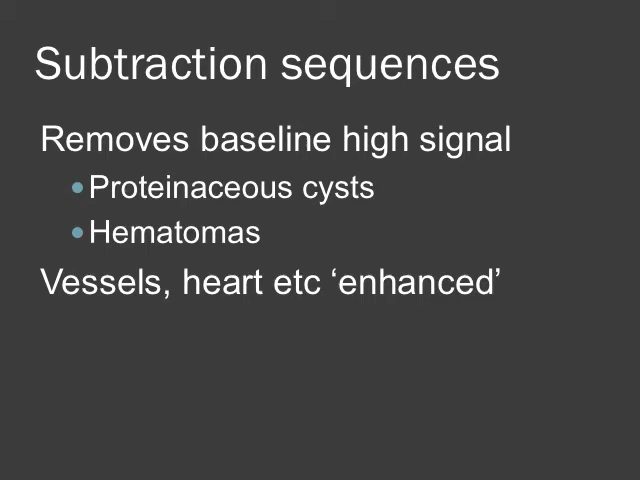 Subtraction sequences
Removes baseline high signal
• Proteinaceous cysts
• Hematomas
Vessels, heart etc ‘enhanced’